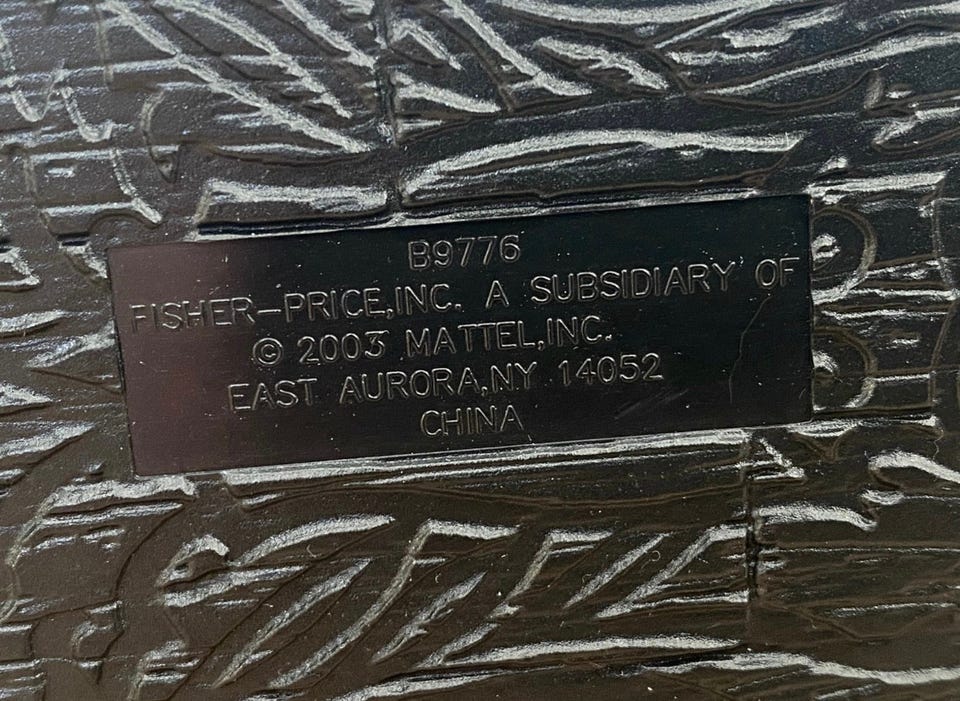 B9776
FISHER-PRICE,INC. A SUBSIDIARY OF
© 2003 MATTEL,INC.
EAST AURORA,NY 14052
CHINA